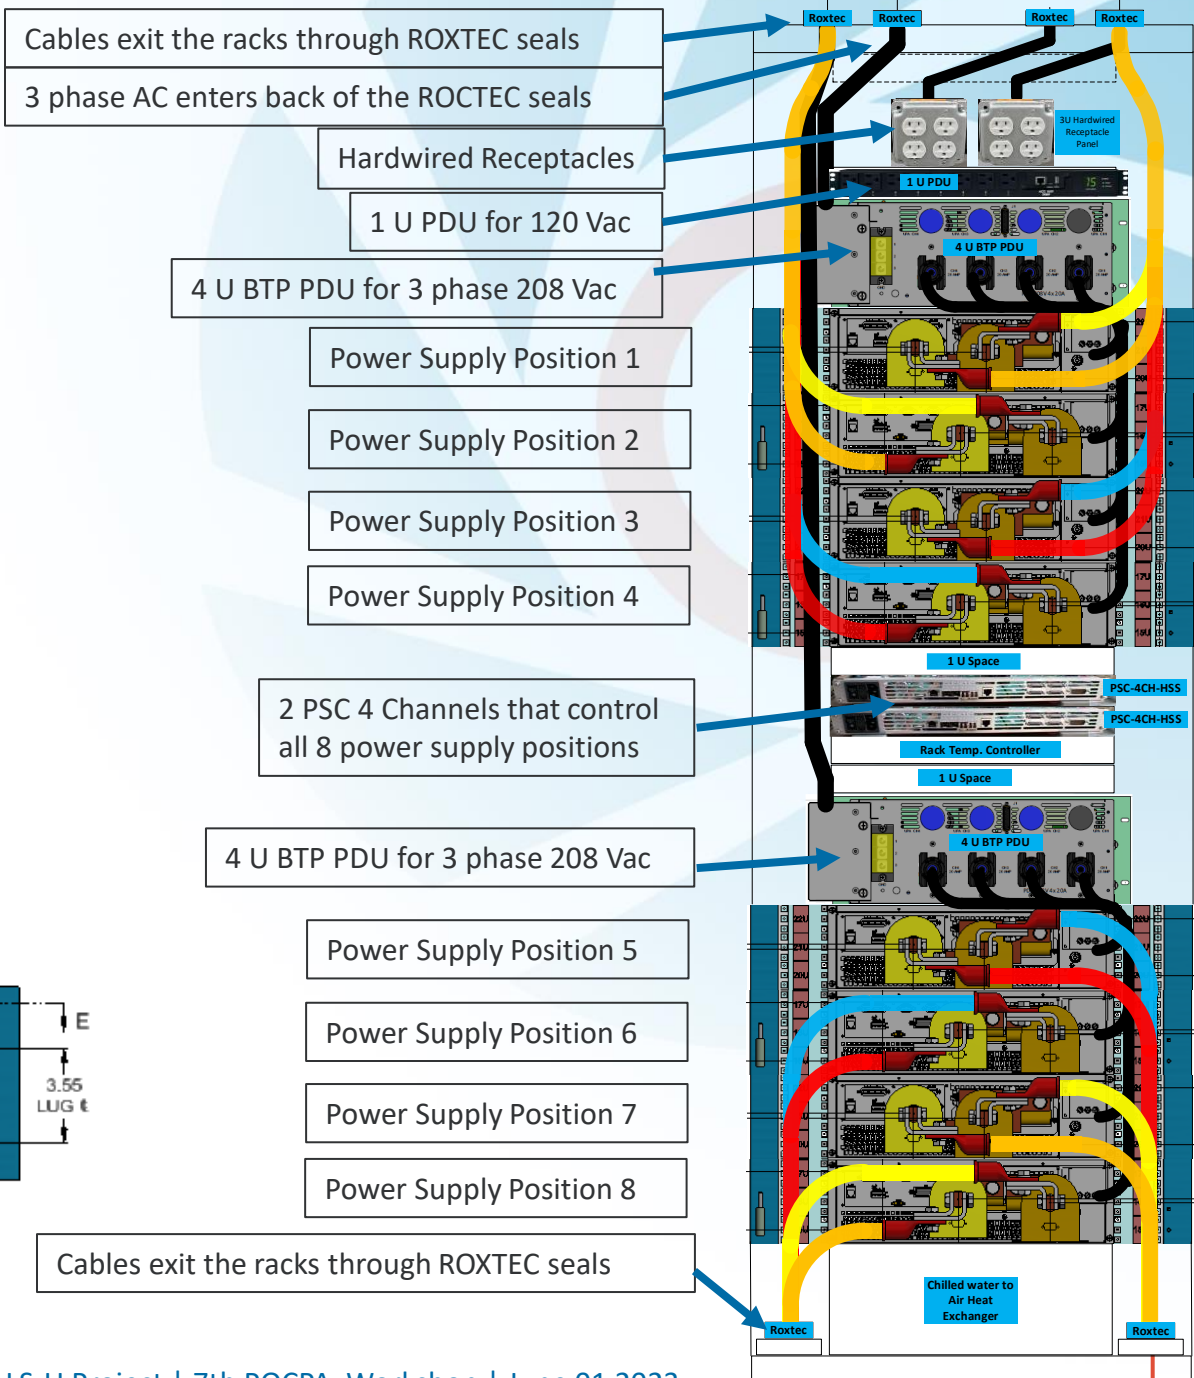 Roxtec
Roxtec
Roxtec
Roxtec
Cables exit the racks through ROXTEC seals
3 phase AC enters back of the ROCTEC seals
Hardwired Receptacles
3U Hardwired
Receptacle
Panel
1 U PDU
1 U PDU for 120 Vac
4 U BTP PDU
4 U BTP PDU for 3 phase 208 Vac
Power Supply Position 1
Power Supply Position 2
Power Supply Position 3
Power Supply Position 4
1 U Space
PSC-4CH-HSS
2 PSC 4 Channels that control
all 8 power supply positions
PSC-4CH-HSS
Rack Temp. Controller
1 U Space
4 U BTP PDU
4 U BTP PDU for 3 phase 208 Vac
Power Supply Position 5
Power Supply Position 6
E
3.55
LUG
Power Supply Position 7
Power Supply Position 8
Cables exit the racks through ROXTEC seals
Chilled water to
Air Heat
Exchanger
Roxtec
Roxtec